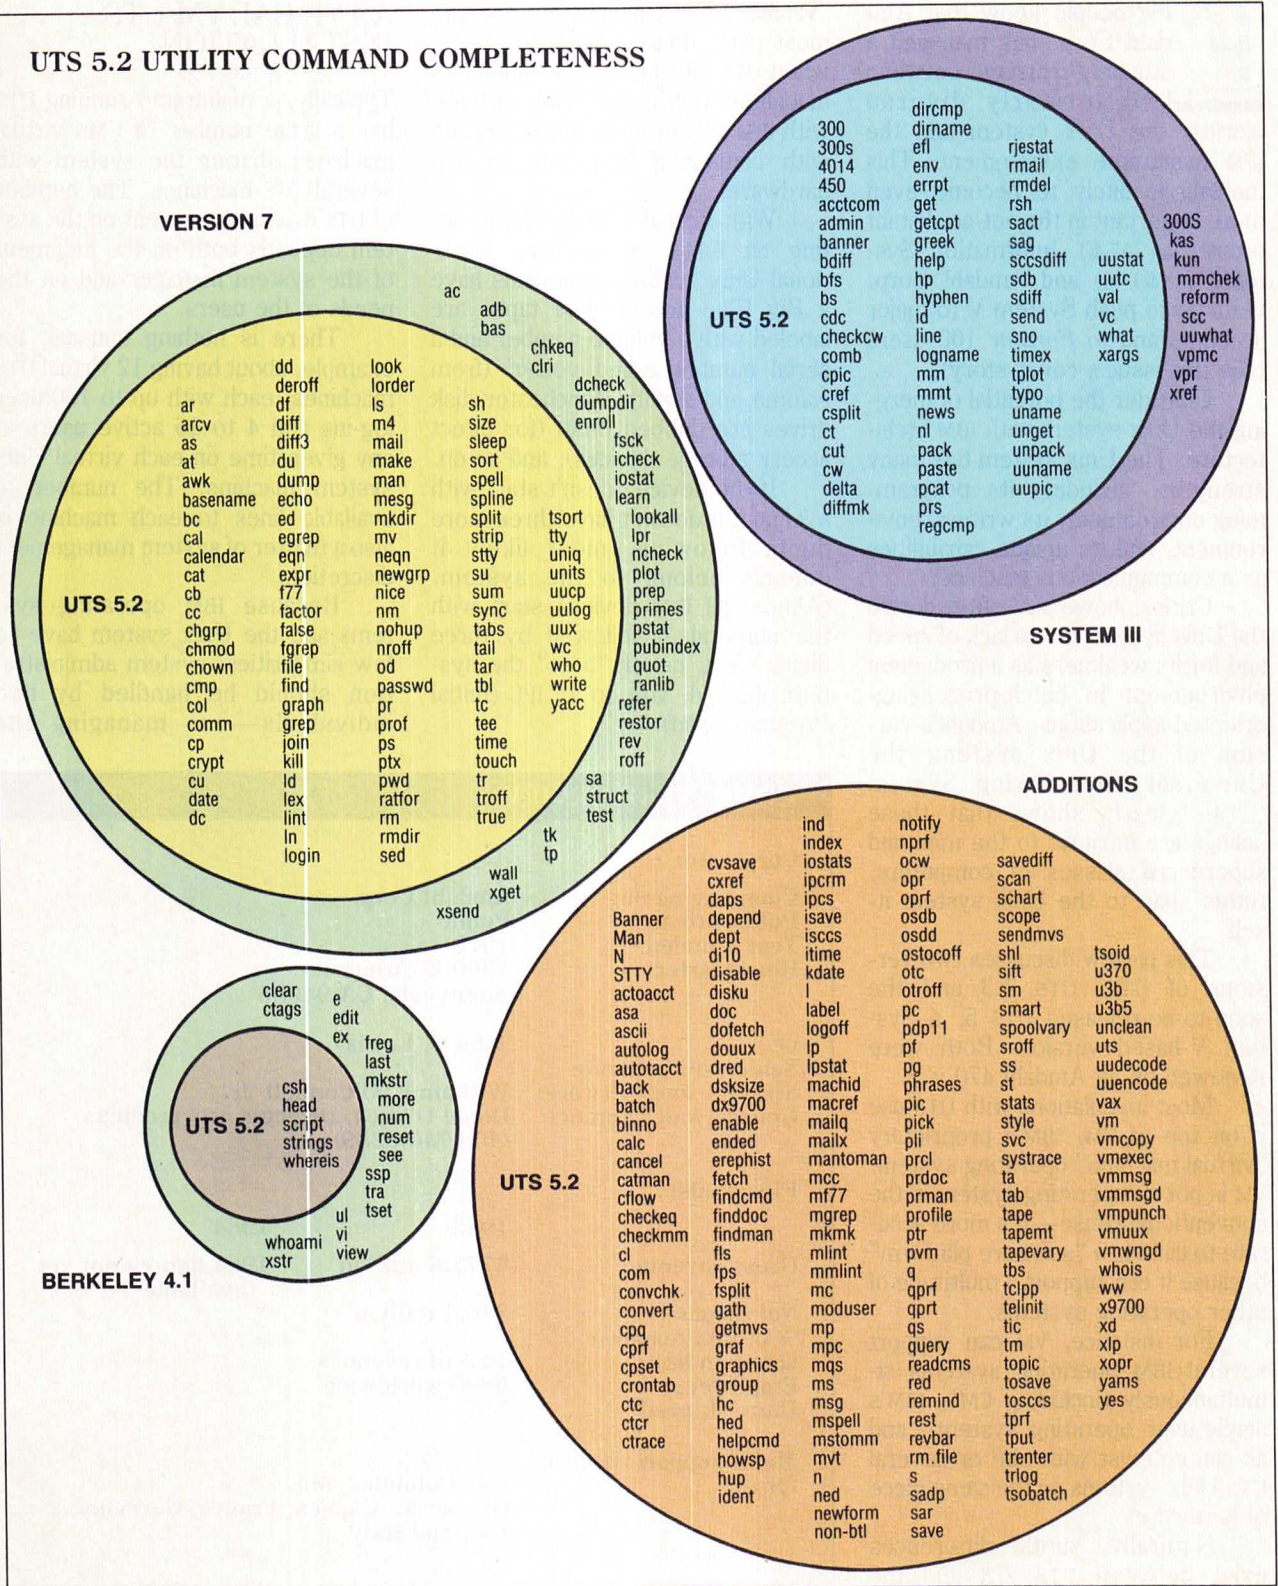 UTS 5.2 UTILITY COMMAND COMPLETENESS
VERSION 7
UTS 5.2
ar
arcv
as
at
awk
basename
bc
cal
calendar
cat
cb
cc
chgrp
chmod
chown
cmp
col
comm
cp
crypt
cu
date
dc
dd
deroff
df
diff
diff3
du
dump
echo
ed
egrep
eqn
expr
f77
factor
false
fgrep
file
find
graph
grep
join
kill
ld
lex
lint
ln
login
look
lorder
ls
m4
mail
make
man
mesg
mkdir
mv
neqn
newgrp
nice
nm
nohup
nroff
od
passwd
pr
prof
ps
ptx
pwd
ratfor
rm
rmdir
sed
sh
size
sleep
sort
spell
spline
split
strip
stty
su
sum
sync
tabs
tail
tar
tbl
tc
tee
time
touch
tr
troff
true
tsort
tty
uniq
units
uucp
uulog
uux
wc
who
write
yacc
ac
adb
bas
chkeq
clri
dcheck
dumpdir
enroll
fsck
icheck
iostat
learn
lookall
lpr
ncheck
plot
prep
primes
pstat
pubindex
quot
ranlib
refer
restor
rev
roff
sa
struct
test
tk
tp
wall
xget
xsend
SYSTEM III
UTS 5.2
300
300s
4014
450
acctcom
admin
banner
bdiff
bfs
bs
cdc
checkcw
comb
cpic
cref
csplit
ct
cut
cw
delta
diffmk
dircmp
dirname
efl
env
errpt
get
getcpt
greek
help
hp
hyphen
id
line
logname
mm
mmt
news
nl
pack
paste
pcat
prs
regcmp
rjestat
rmail
rmdel
rsh
sact
sag
sccsdiff
sdb
sdiff
send
sno
timex
tplot
typo
uname
unget
unpack
uuname
uupic
uustat
uutc
val
vc
what
xargs
300S
kas
kun
mmchek
reform
scc
uuwhat
vpmc
vpr
xref
BERKELEY 4.1
UTS 5.2
csh
head
script
strings
whereis
clear
ctags
e
edit
ex
freg
last
mkstr
more
num
reset
see
ssp
tra
tset
ul
vi
view
whoami
xstr
ADDITIONS
UTS 5.2
Banner
Man
N
STTY
actoacct
asa
ascii
autolog
autotacct
back
batch
binno
calc
cancel
catman
cflow
checkeq
checkmm
cl
com
convchk
convert
cpq
cprf
cpset
crontab
ctc
ctcr
ctrace
cvsave
cxref
daps
depend
dept
di10
disable
disku
doc
dofetch
douux
dred
dsksize
dx9700
enable
ended
erephist
fetch
findcmd
finddoc
findman
fls
fps
fsplit
gath
getmvs
graf
graphics
group
hc
hed
helpcmd
howsp
hup
ident
ind
index
iostats
ipcrm
ipcs
isave
isccs
itime
kdate
l
label
logoff
lp
lpstat
machid
macref
mailq
mailx
mantoman
mcc
mf77
mgrep
mkmk
mlint
mmlint
mc
moduser
mp
mpc
mqs
ms
msg
mspell
mstomm
mvt
n
ned
newform
non-btl
notify
nprf
ocw
opr
oprf
osdb
osdd
ostocoff
otc
otroff
pc
pdp11
pf
pg
phrases
pic
pick
pli
prcl
prdoc
prman
profile
ptr
pvm
q
qprf
qprt
qs
query
readcms
red
remind
rest
revbar
rm.file
s
sadp
sar
save
savediff
scan
schart
scope
sendmvs
shl
sift
sm
smart
spoolvary
sroff
ss
st
stats
style
svc
systrace
ta
tab
tape
tapemt
tapevary
tbs
tclpp
telinit
tic
tm
topic
tosave
tosccs
tprf
tput
trenter
trlog
tsobatch
tsoid
u370
u3b
u3b5
unclean
uts
uudecode
uuencode
vax
vm
vmcopy
vmexec
vmmsg
vmmsgd
vmpunch
vmuux
vmwngd
whois
ww
x9700
xd
xlp
xopr
yams
yes